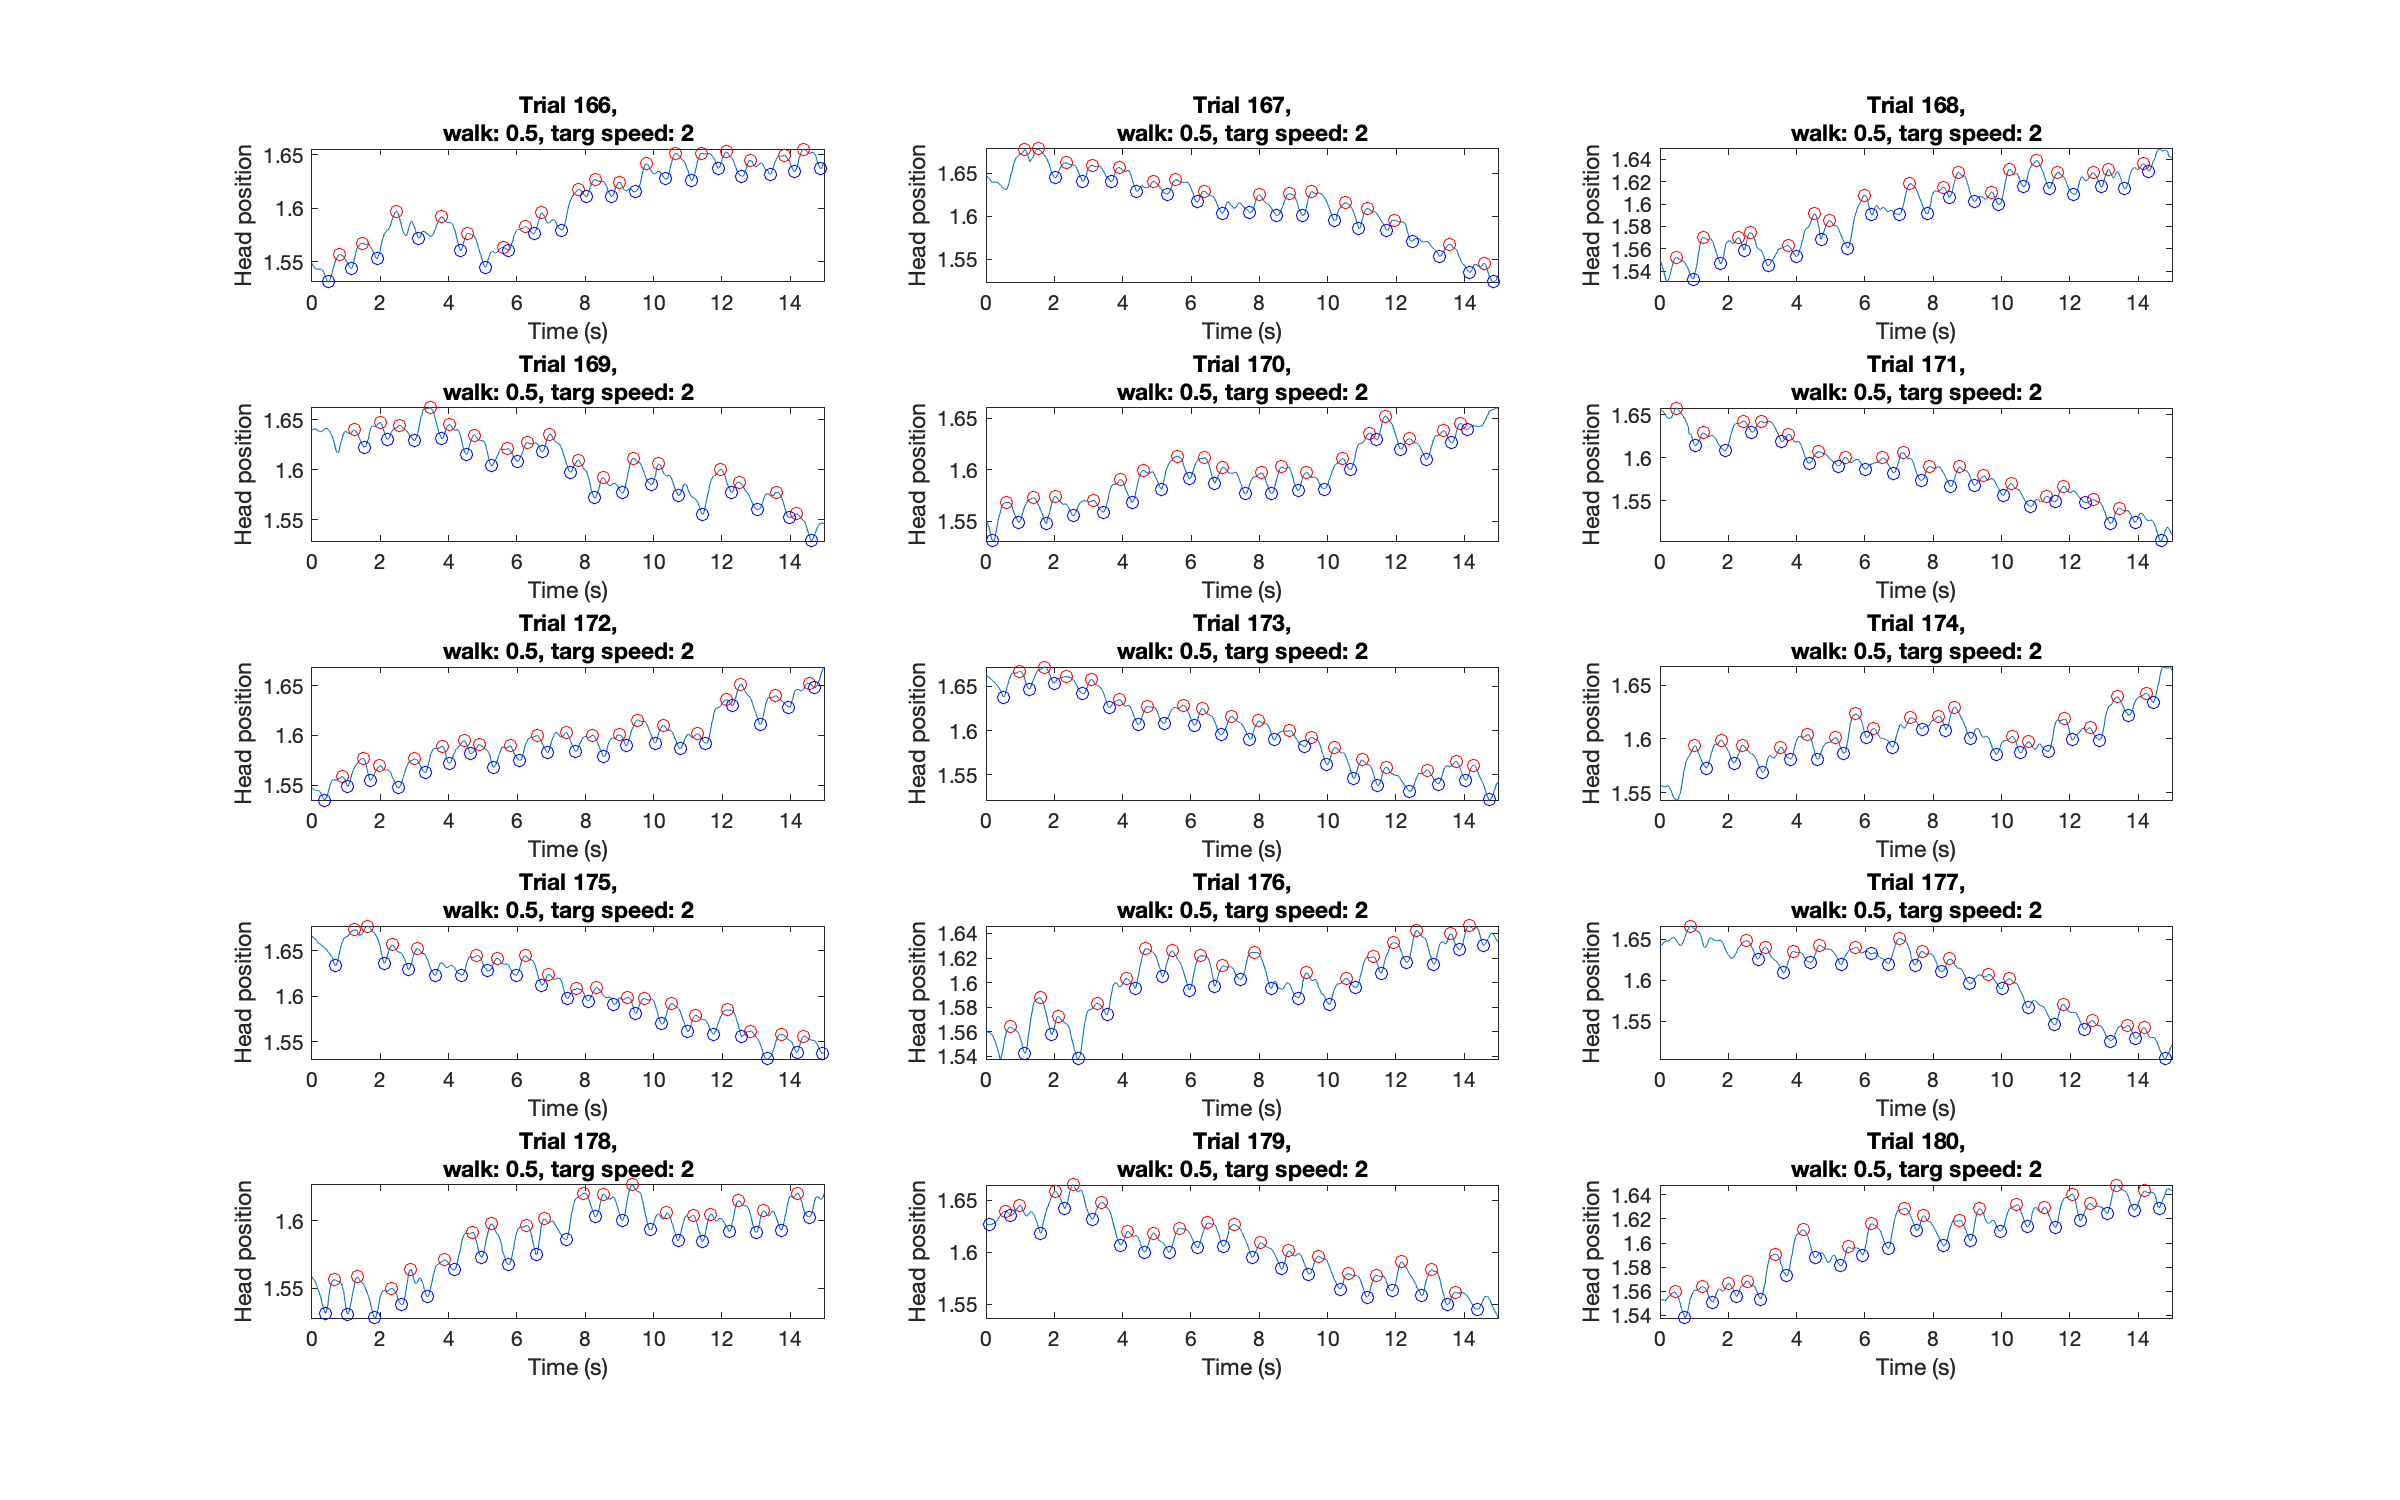 Trial 166,
walk: 0.5, targ speed: 2
1.65
1.6
1.55
Head position
0 2 4 6 8 10 12 14
Time (s)
Trial 167,
walk: 0.5, targ speed: 2
1.65
1.6
1.55
Head position
0 2 4 6 8 10 12 14
Time (s)
Trial 168,
walk: 0.5, targ speed: 2
1.64
1.62
1.6
1.58
1.56
1.54
Head position
0 2 4 6 8 10 12 14
Time (s)
Trial 169,
walk: 0.5, targ speed: 2
1.65
1.6
1.55
Head position
0 2 4 6 8 10 12 14
Time (s)
Trial 170,
walk: 0.5, targ speed: 2
1.65
1.6
1.55
Head position
0 2 4 6 8 10 12 14
Time (s)
Trial 171,
walk: 0.5, targ speed: 2
1.65
1.6
1.55
Head position
0 2 4 6 8 10 12 14
Time (s)
Trial 172,
walk: 0.5, targ speed: 2
1.65
1.6
1.55
Head position
0 2 4 6 8 10 12 14
Time (s)
Trial 173,
walk: 0.5, targ speed: 2
1.65
1.6
1.55
Head position
0 2 4 6 8 10 12 14
Time (s)
Trial 174,
walk: 0.5, targ speed: 2
1.65
1.6
1.55
Head position
0 2 4 6 8 10 12 14
Time (s)
Trial 175,
walk: 0.5, targ speed: 2
1.65
1.6
1.55
Head position
0 2 4 6 8 10 12 14
Time (s)
Trial 176,
walk: 0.5, targ speed: 2
1.64
1.62
1.6
1.58
1.56
1.54
Head position
0 2 4 6 8 10 12 14
Time (s)
Trial 177,
walk: 0.5, targ speed: 2
1.65
1.6
1.55
Head position
0 2 4 6 8 10 12 14
Time (s)
Trial 178,
walk: 0.5, targ speed: 2
1.6
1.55
Head position
0 2 4 6 8 10 12 14
Time (s)
Trial 179,
walk: 0.5, targ speed: 2
1.65
1.6
1.55
Head position
0 2 4 6 8 10 12 14
Time (s)
Trial 180,
walk: 0.5, targ speed: 2
1.64
1.62
1.6
1.58
1.56
1.54
Head position
0 2 4 6 8 10 12 14
Time (s)